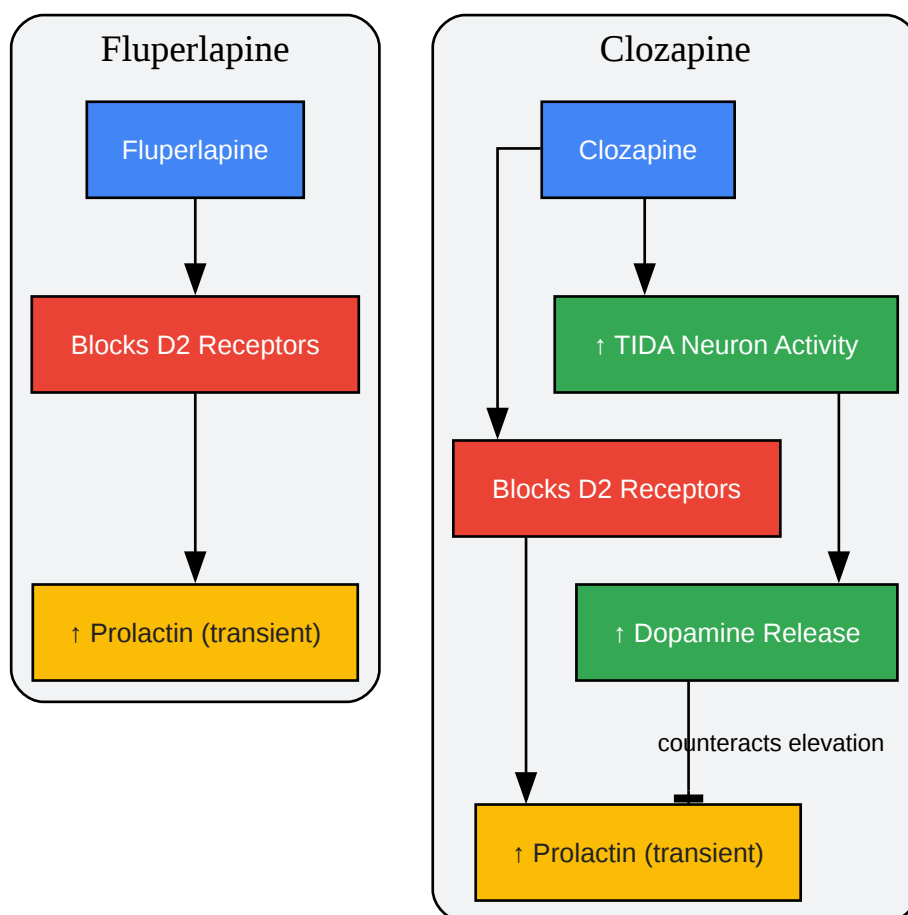 Fluperlapine
Fluperlapine
Blocks D2 Receptors
↑ Prolactin (transient)
Clozapine
Clozapine
↑ TIDA Neuron Activity
Blocks D2 Receptors
↑ Dopamine Release
counteracts elevation
↑ Prolactin (transient)